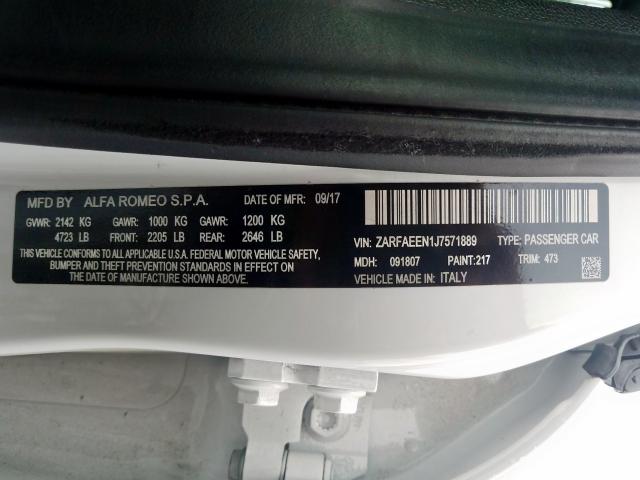 MFD BY ALFA ROMEO S.P.A. DATE OF MFR: 09/17
GVWR: 2142 KG GAWR: 1000 KG GAWR: 1200 KG
4723 LB FRONT: 2205 LB REAR: 2646 LB
THIS VEHICLE CONFORMS TO ALL APPLICABLE U.S.A. FEDERAL MOTOR VEHICLE SAFETY,
BUMPER AND THEFT PREVENTION STANDARDS IN EFFECT ON
THE DATE OF MANUFACTURE SHOWN ABOVE.
VIN: ZARFAEEN1J7571889 TYPE: PASSENGER CAR
MDH: 091807 PAINT: 217 TRIM: 473
VEHICLE MADE IN: ITALY